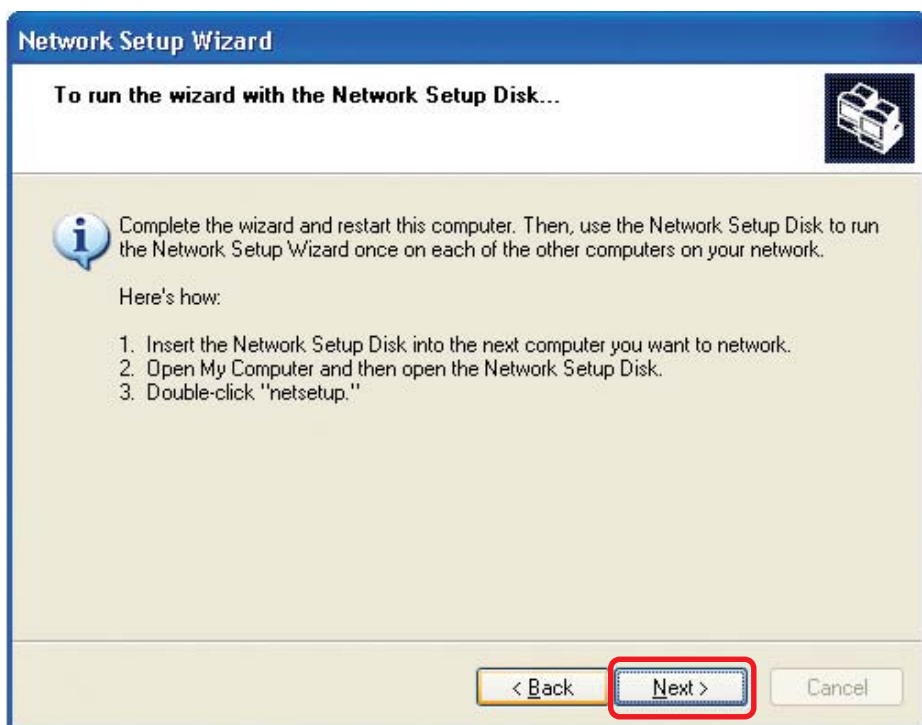 Network Setup Wizard
To run the wizard with the Network Setup Disk...
Complete the wizard and restart this computer. Then, use the Network Setup Disk to run
the Network Setup Wizard once on each of the other computers on your network.
Here's how:
1. Insert the Network Setup Disk into the next computer you want to network.
2. Open My Computer and then open the Network Setup Disk.
3. Double-click "netsetup."
< Back
Next >
Cancel